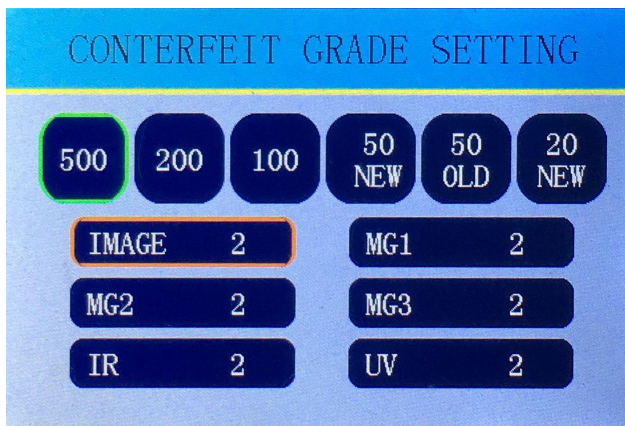 CONTERFEIT GRADE SETTING
500 200 100 50 NEW 50 OLD 20 NEW
IMAGE 2 MG1 2
MG2 2 MG3 2
IR 2 UV 2